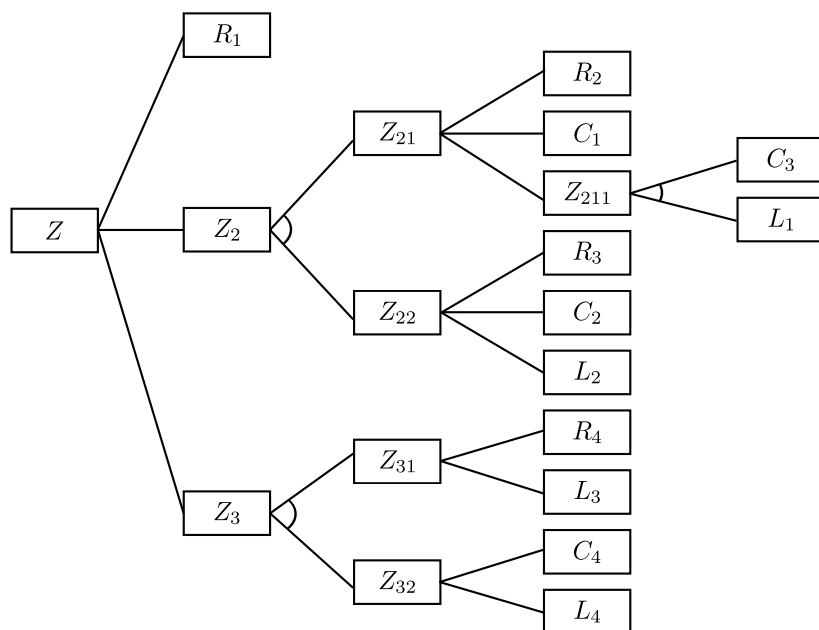 R₁
R₂
Z₂₁
C₁
C₃
Z₂₁₁
L₁
Z
Z₂
R₃
Z₂₂
C₂
L₂
R₄
Z₃₁
L₃
Z₃
C₄
Z₃₂
L₄